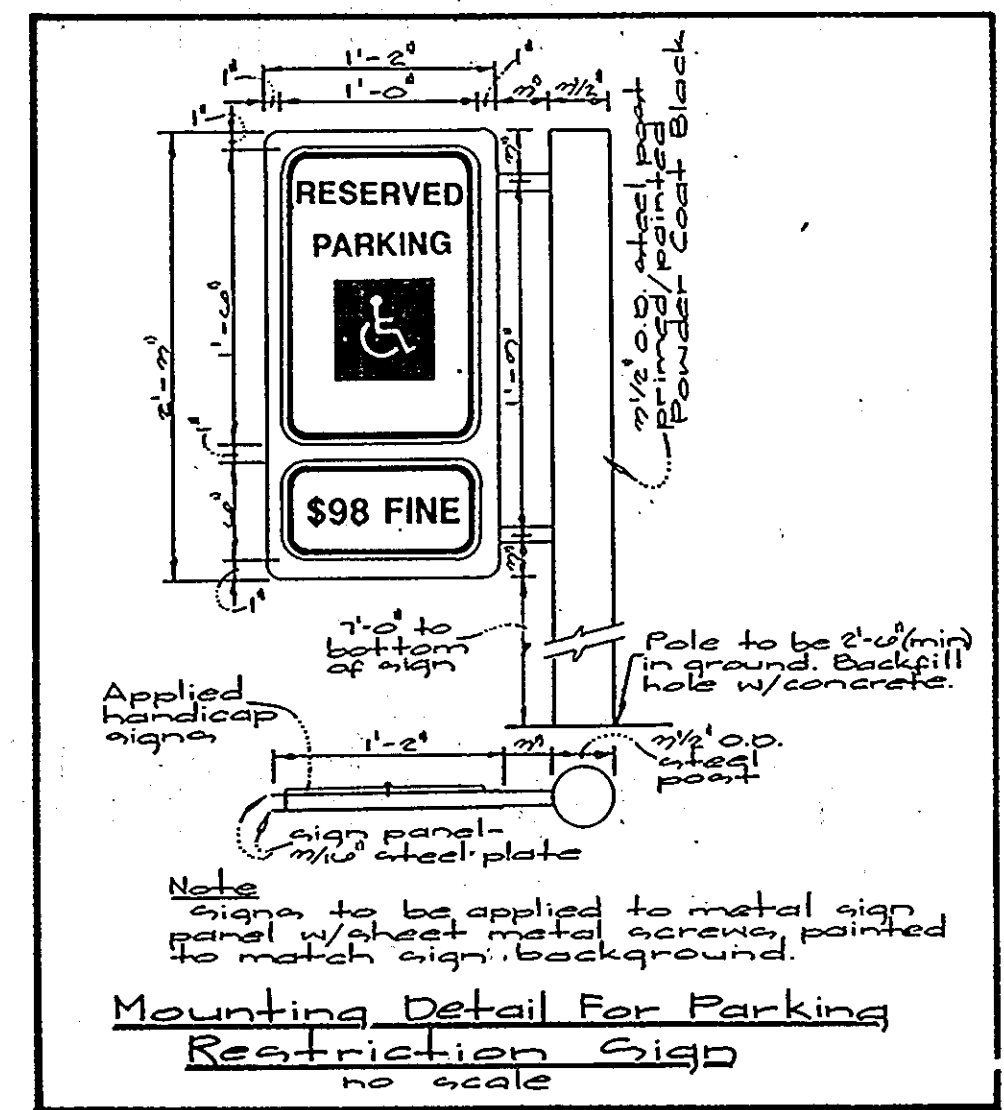 1'-2"
1" 1'-0" 1" 3" 3½"
1"
3"
RESERVED
PARKING
1'-6"
2'-3"
1'-9"
1"
6"
$98 FINE
3"
1"
3½" O.D. steel post
primed/painted
Powder Coat Black
7'-0" to
bottom
of sign
Pole to be 2'-6"(min)
in ground. Backfill
hole w/concrete.
Applied
handicap
signs
1'-2" 3"
3½" O.D.
steel
post
sign panel-
3/16" steel plate
Note
signs to be applied to metal sign
panel w/sheet metal screws, painted
to match sign background.
Mounting Detail For Parking
Restriction Sign
no scale